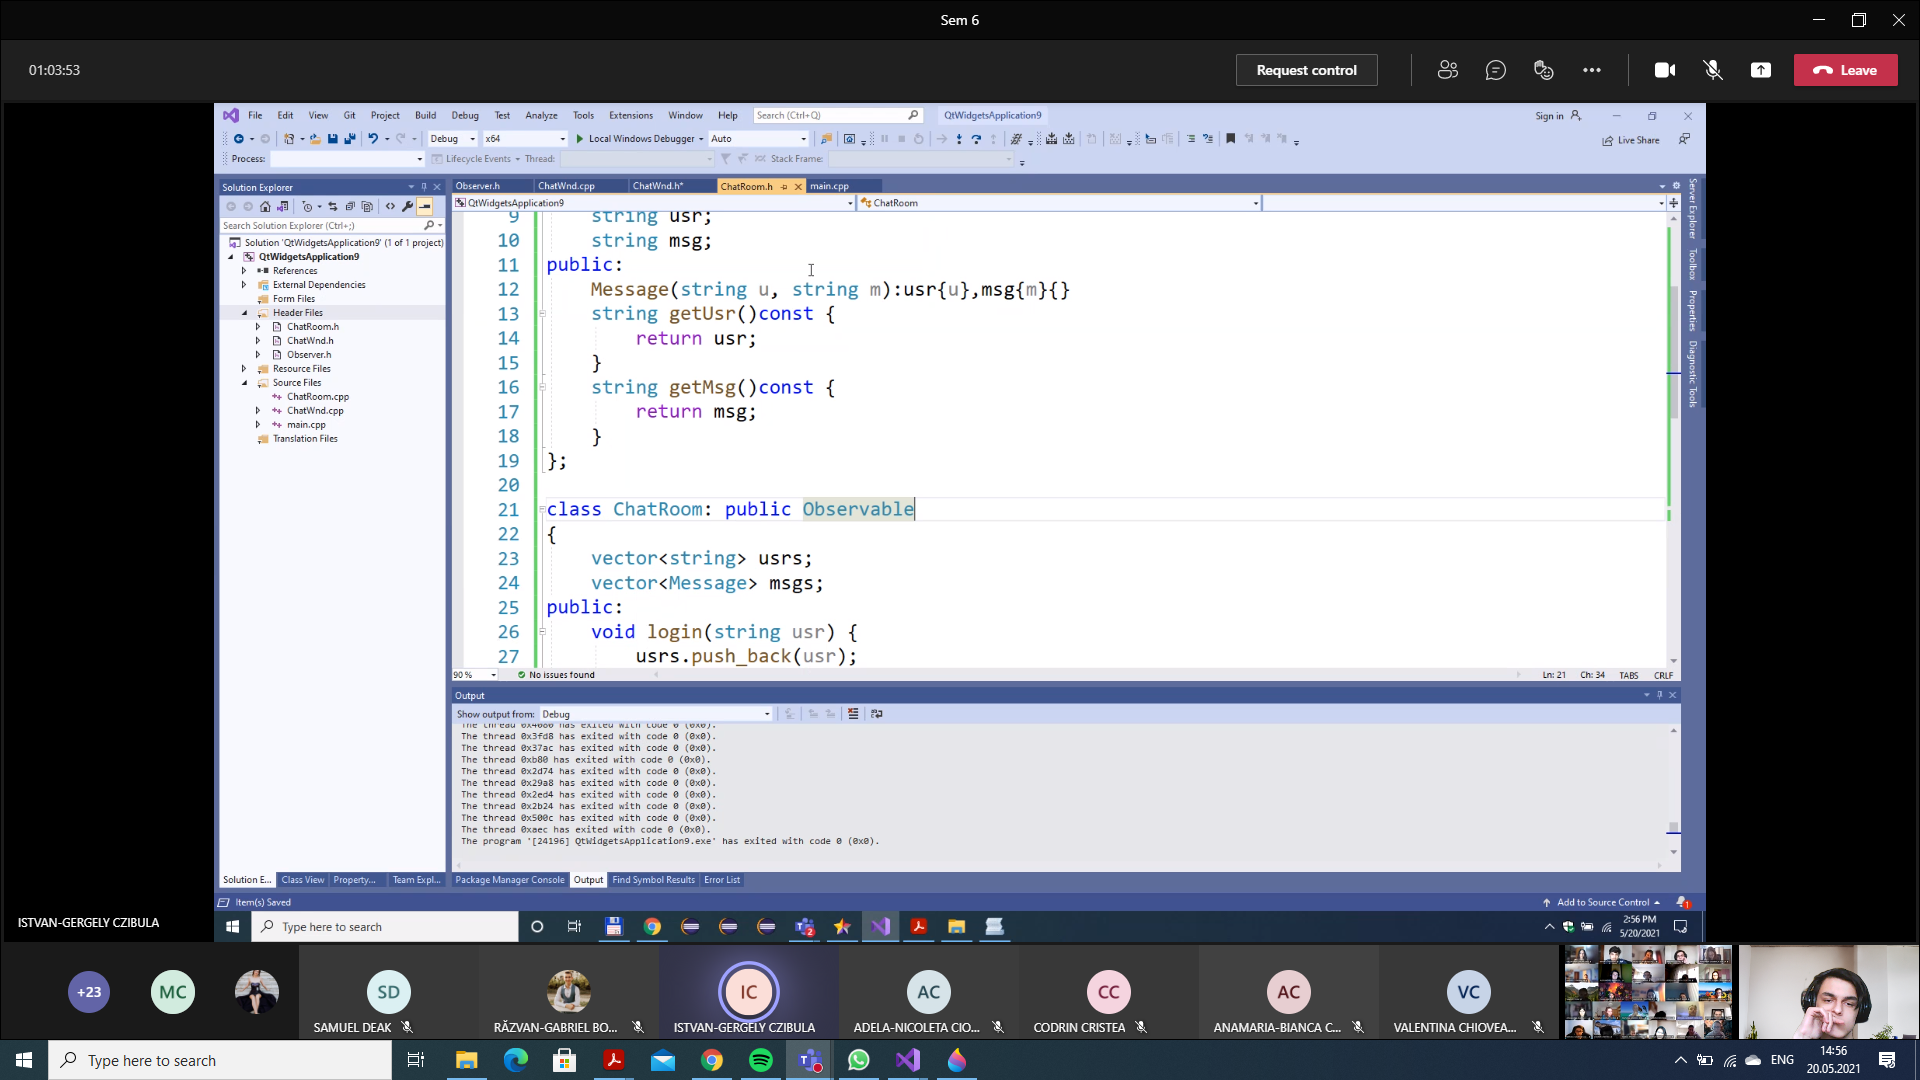 Sem 6
01:03:53
Request control
Leave
File Edit View Git Project Build Debug Test Analyze Tools Extensions Window Help Search (Ctrl+Q) QtWidgetsApplication9 Sign in
Debug x64 Local Windows Debugger Auto Live Share
Process: Lifecycle Events Thread: Stack Frame:
Solution Explorer
Search Solution Explorer (Ctrl+;)
Solution 'QtWidgetsApplication9' (1 of 1 project)
QtWidgetsApplication9
References
External Dependencies
Form Files
Header Files
ChatRoom.h
ChatWnd.h
Observer.h
Resource Files
Source Files
ChatRoom.cpp
ChatWnd.cpp
main.cpp
Translation Files
Observer.h ChatWnd.cpp ChatWnd.h* ChatRoom.h main.cpp
QtWidgetsApplication9 ChatRoom
9 string usr;
10 string msg;
11 public:
12 Message(string u, string m):usr{u},msg{m}{}
13 string getUsr()const {
14 return usr;
15 }
16 string getMsg()const {
17 return msg;
18 }
19 };
20
21 class ChatRoom: public Observable
22 {
23 vector<string> usrs;
24 vector<Message> msgs;
25 public:
26 void login(string usr) {
27 usrs.push_back(usr);
90 % No issues found Ln: 21 Ch: 34 TABS CRLF
Server Explorer
Toolbox
Properties
Diagnostic Tools
Output
Show output from: Debug
The thread 0x4080 has exited with code 0 (0x0).
The thread 0x3fd8 has exited with code 0 (0x0).
The thread 0x37ac has exited with code 0 (0x0).
The thread 0xb80 has exited with code 0 (0x0).
The thread 0x2d74 has exited with code 0 (0x0).
The thread 0x29a8 has exited with code 0 (0x0).
The thread 0x2ed4 has exited with code 0 (0x0).
The thread 0x2b24 has exited with code 0 (0x0).
The thread 0x500c has exited with code 0 (0x0).
The thread 0xaec has exited with code 0 (0x0).
The program '[24196] QtWidgetsApplication9.exe' has exited with code 0 (0x0).
Solution E... Class View Property... Team Expl... Package Manager Console Output Find Symbol Results Error List
Item(s) Saved Add to Source Control 1
ISTVAN-GERGELY CZIBULA
Type here to search 2 2:56 PM
5/20/2021
+23 MC SD IC AC CC AC VC
SAMUEL DEAK RĂZVAN-GABRIEL BO... ISTVAN-GERGELY CZIBULA ADELA-NICOLETA CIO... CODRIN CRISTEA ANAMARIA-BIANCA C... VALENTINA CHIOVEA...
Type here to search ENG 14:56
20.05.2021